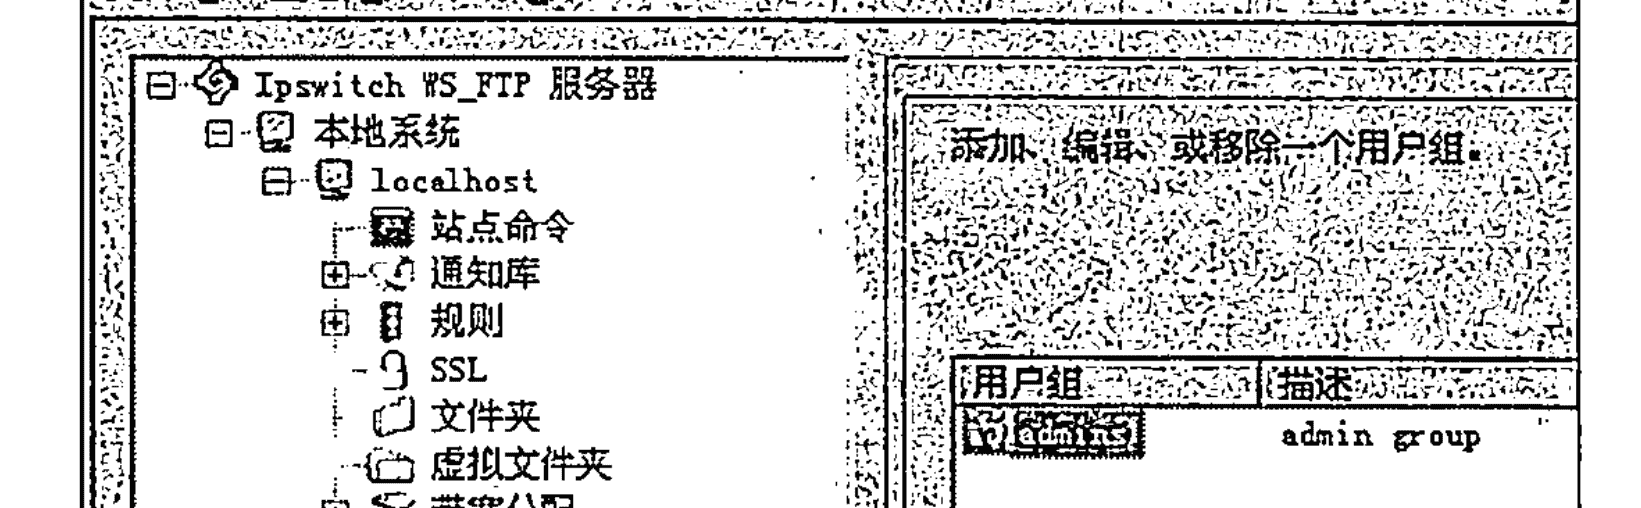 Ipswitch WS_FTP 服务器
本地系统
localhost
站点命令
通知库
规则
SSL
文件夹
虚拟文件夹
添加、编辑、或移除一个用户组。
用户组 描述
admins admin group